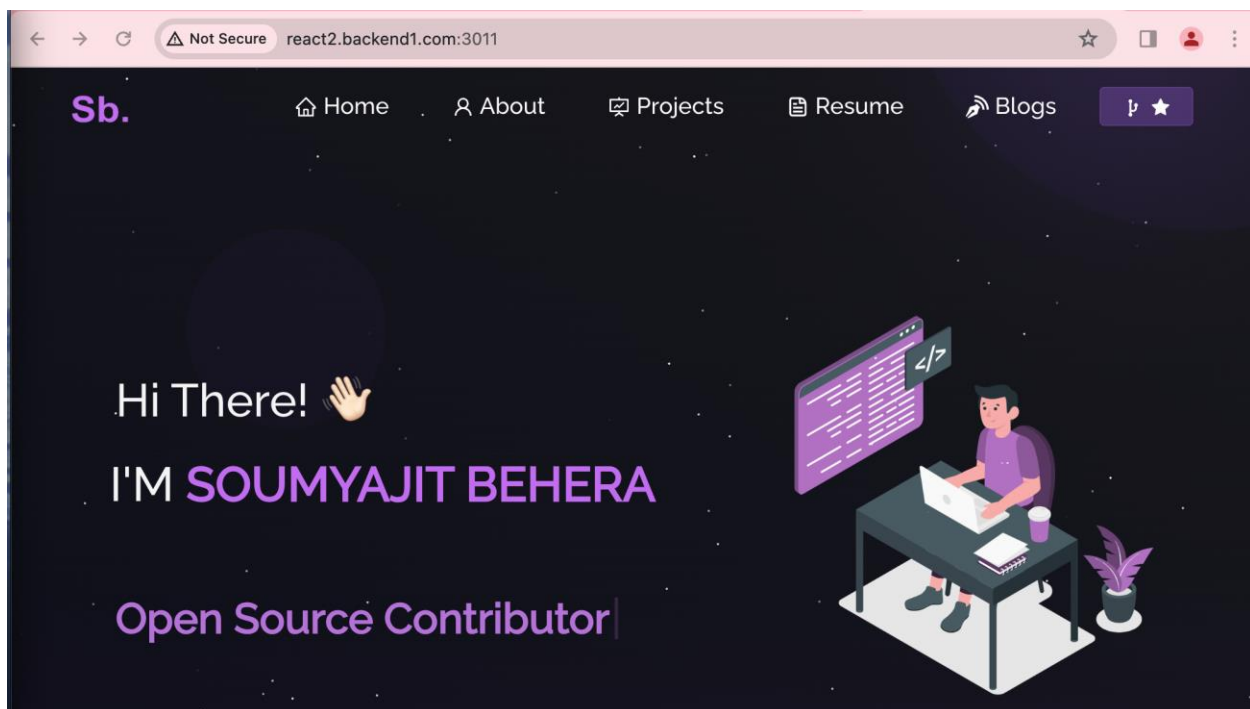 Not Secure react2.backend1.com:3011
Sb. Home About Projects Resume Blogs
Hi There! 👋🏻
I'M SOUMYAJIT BEHERA
Open Source Contributor
</>